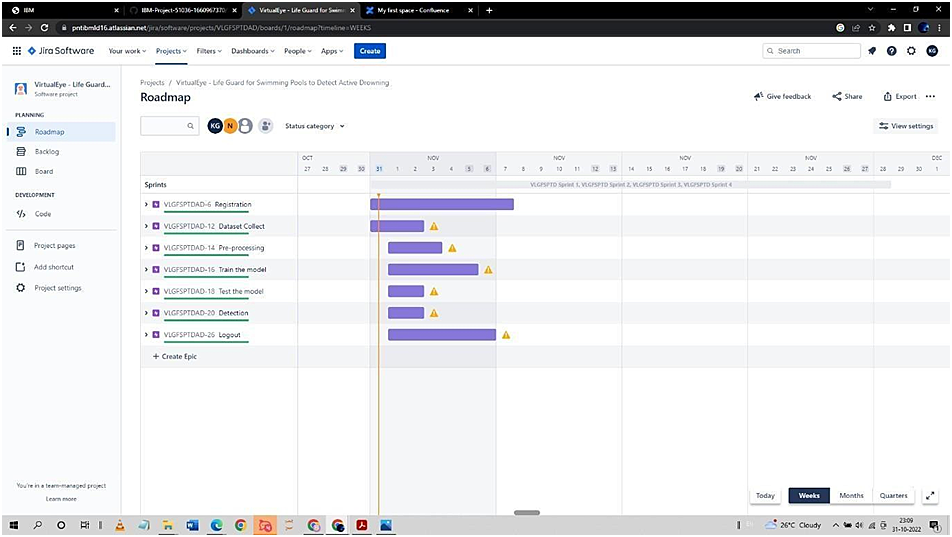 IBM
IBM-Project-51036-1660967370
VirtualEye - Life Guard for Swimm
My first space - Confluence
pntibmld16.atlassian.net/jira/software/projects/VLGFSPTDAD/boards/1/roadmap?timeline=WEEKS
Jira Software
Your work
Projects
Filters
Dashboards
People
Apps
Create
Search
KG
VirtualEye - Life Guard...
Software project
PLANNING
Roadmap
Backlog
Board
DEVELOPMENT
Code
Project pages
Add shortcut
Project settings
You're in a team-managed project
Learn more
Projects / VirtualEye - Life Guard for Swimming Pools to Detect Active Drowning
Roadmap
Give feedback
Share
Export
KG N
Status category
View settings
OCT NOV NOV NOV NOV DEC
27 28 29 30 31 1 2 3 4 5 6 7 8 9 10 11 12 13 14 15 16 17 18 19 20 21 22 23 24 25 26 27 28 29 30 1
Sprints
VLGFSPTD Sprint 1, VLGFSPTD Sprint 2, VLGFSPTD Sprint 3, VLGFSPTD Sprint 4
VLGFSPTDAD-6 Registration
VLGFSPTDAD-12 Dataset Collect
VLGFSPTDAD-14 Pre-processing
VLGFSPTDAD-16 Train the model
VLGFSPTDAD-18 Test the model
VLGFSPTDAD-20 Detection
VLGFSPTDAD-26 Logout
+ Create Epic
Today
Weeks
Months
Quarters
26°C Cloudy
23:09
31-10-2022